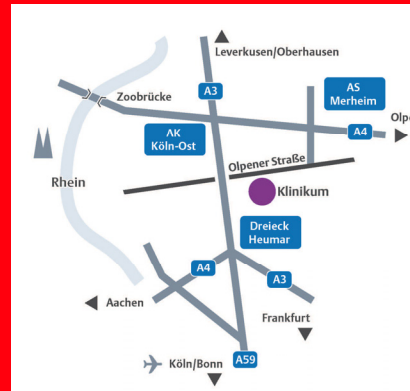 Leverkusen/Oberhausen
A3
AS
Merheim
Zoobrücke
AK
Köln-Ost
A4
Olpe
Olpener Straße
Rhein
Klinikum
Dreieck
Heumar
A4
A3
Aachen
Frankfurt
Köln/Bonn
A59